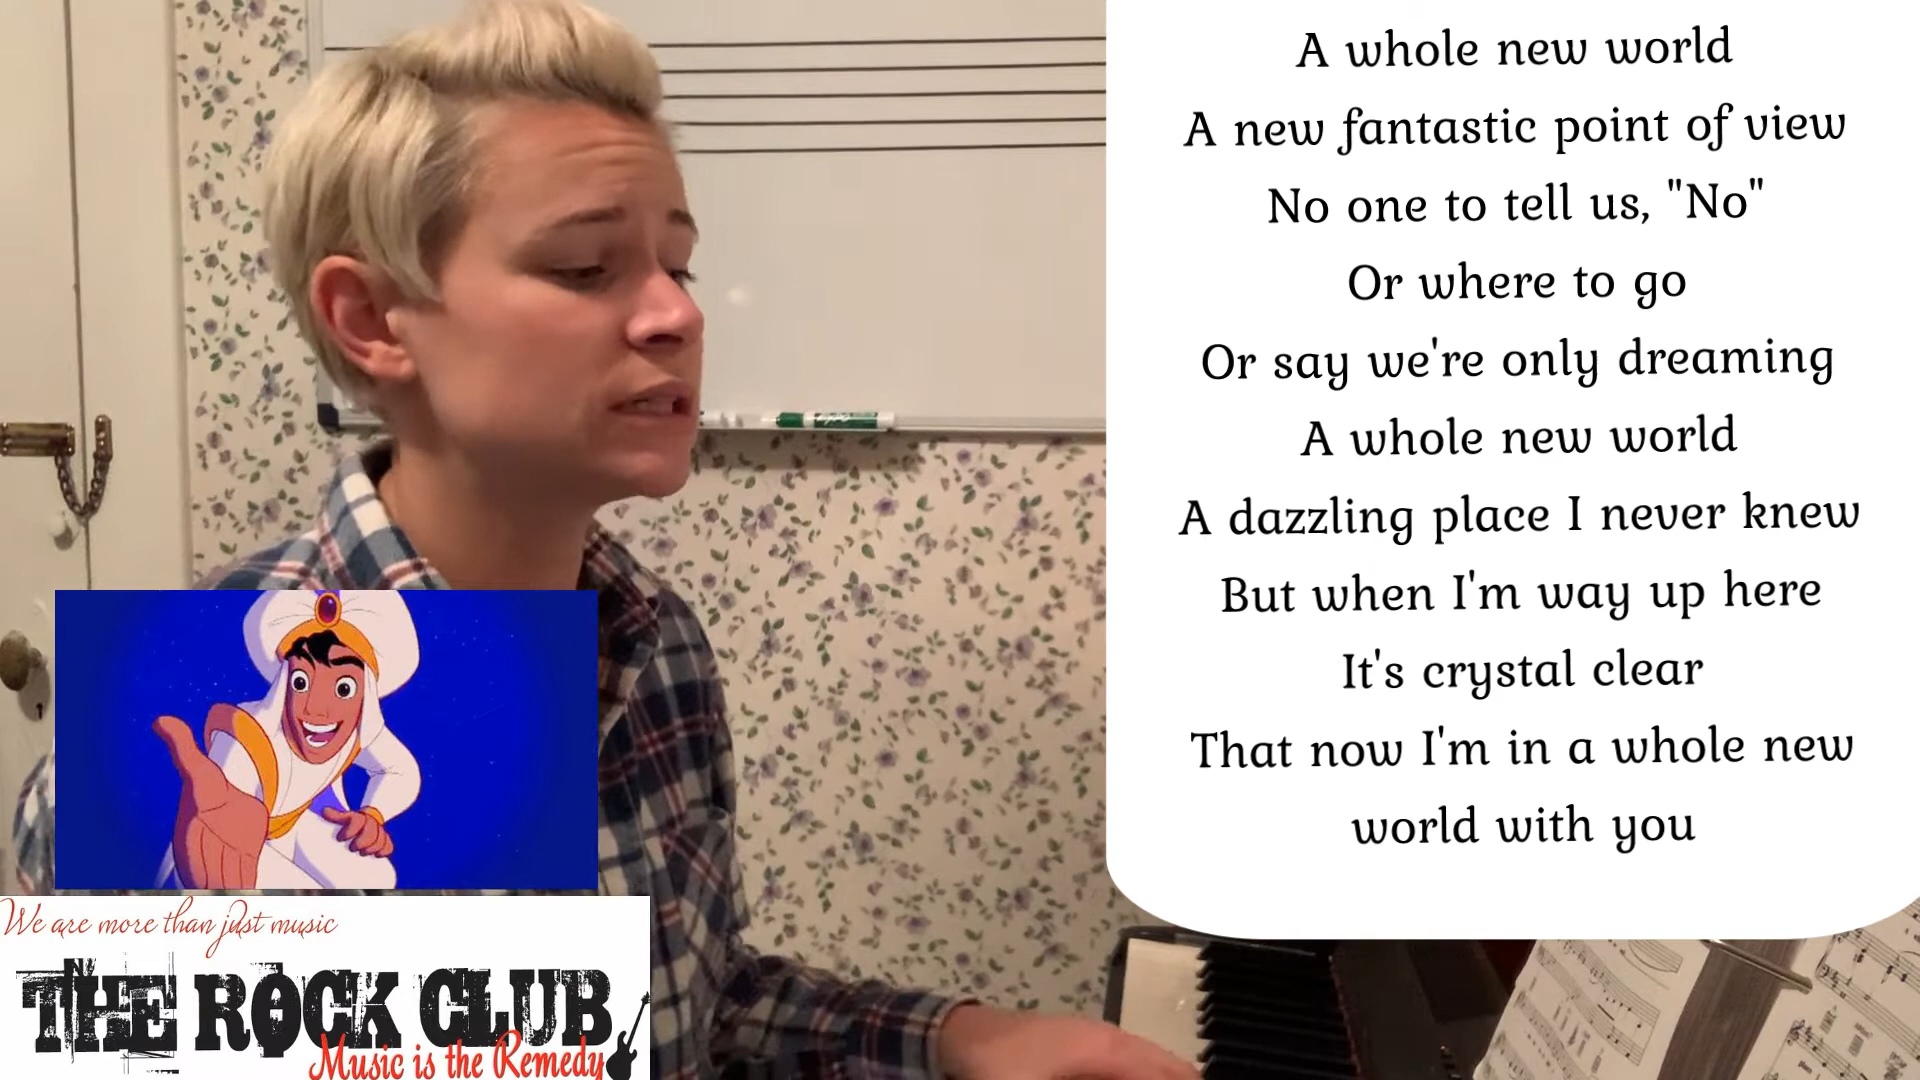 A whole new world
A new fantastic point of view
No one to tell us, "No"
Or where to go
Or say we're only dreaming
A whole new world
A dazzling place I never knew
But when I'm way up here
It's crystal clear
That now I'm in a whole new
world with you
We are more than just music
THE ROCK CLUB
Music is the Remedy